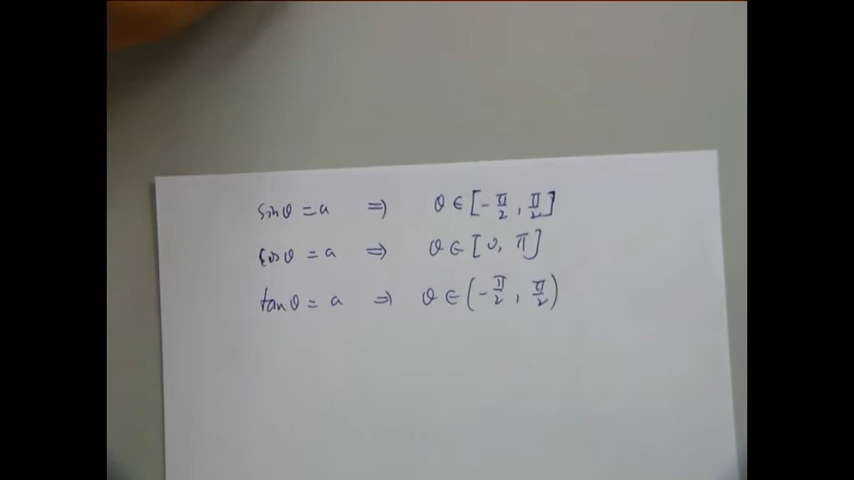 sinθ = a ⇒ θ ∈ [-π/2, π/2]
cosθ = a ⇒ θ ∈ [0, π]
tanθ = a ⇒ θ ∈ (-π/2, π/2)